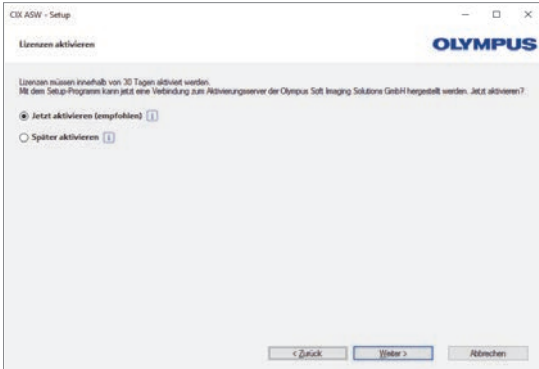 CIX ASW - Setup
Lizenzen aktivieren
OLYMPUS
Lizenzen müssen innerhalb von 30 Tagen aktiviert werden.
Mit dem Setup-Programm kann jetzt eine Verbindung zum Aktivierungsserver der Olympus Soft Imaging Solutions GmbH hergestellt werden. Jetzt aktivieren?
Jetzt aktivieren (empfohlen) i
Später aktivieren i
< Zurück Weiter > Abbrechen